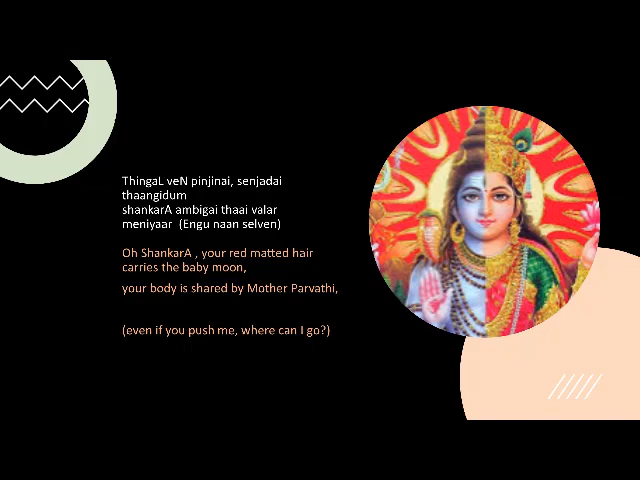 ThingaL veN pinjinai, senjadai
thaangidum
shankarA ambigai thaai valar
meniyaar (Engu naan selven)
Oh ShankarA , your red matted hair
carries the baby moon,
your body is shared by Mother Parvathi,
(even if you push me, where can I go?)